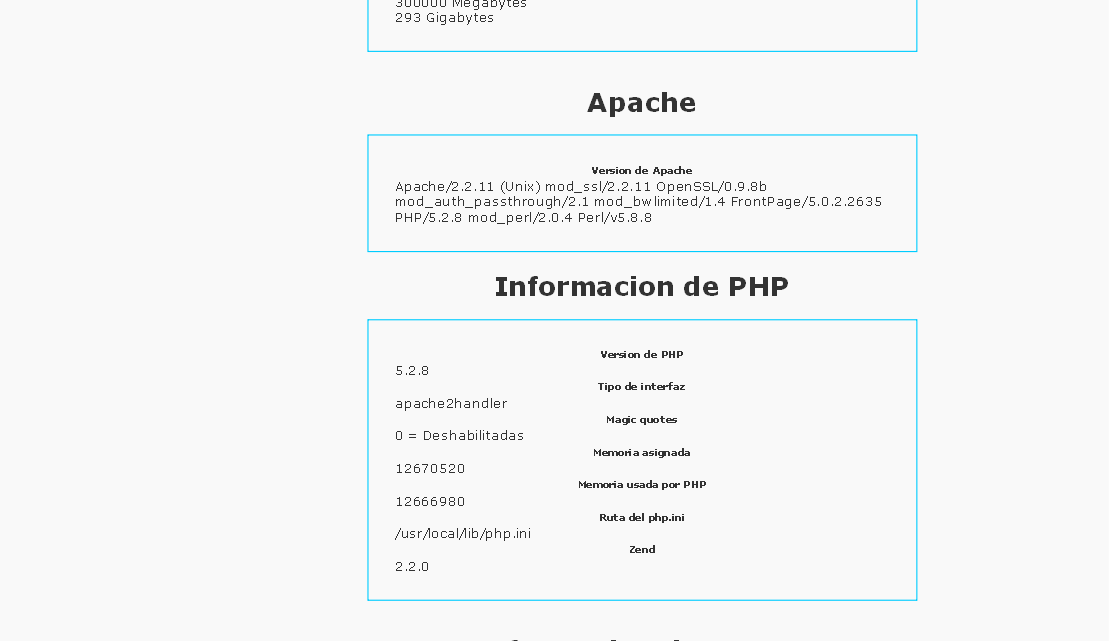 300000 Megabytes
293 Gigabytes
Apache
Version de Apache
Apache/2.2.11 (Unix) mod_ssl/2.2.11 OpenSSL/0.9.8b
mod_auth_passthrough/2.1 mod_bwlimited/1.4 FrontPage/5.0.2.2635
PHP/5.2.8 mod_perl/2.0.4 Perl/v5.8.8
Informacion de PHP
Version de PHP
5.2.8
Tipo de interfaz
apache2handler
Magic quotes
0 = Deshabilitadas
Memoria asignada
12670520
Memoria usada por PHP
12666980
Ruta del php.ini
/usr/local/lib/php.ini
Zend
2.2.0